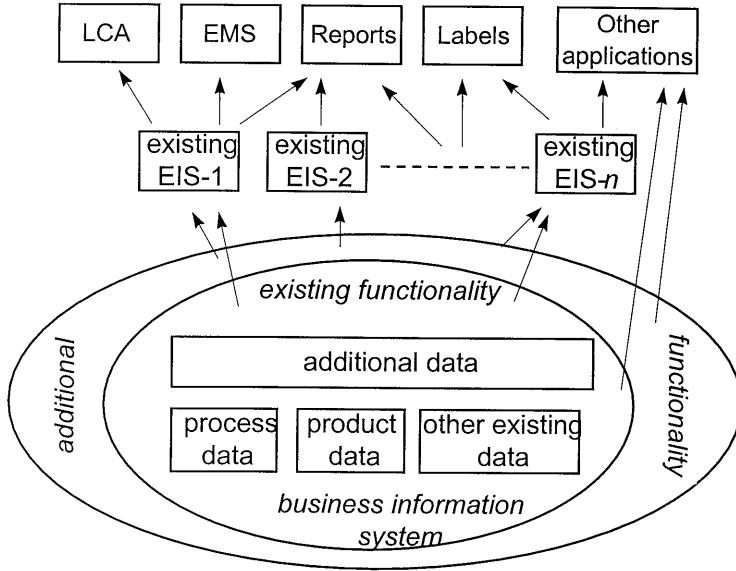 LCA
EMS
Reports
Labels
Other
applications
existing
EIS-1
existing
EIS-2
existing
EIS-n
existing functionality
additional
functionality
additional data
process
data
product
data
other existing
data
business information
system